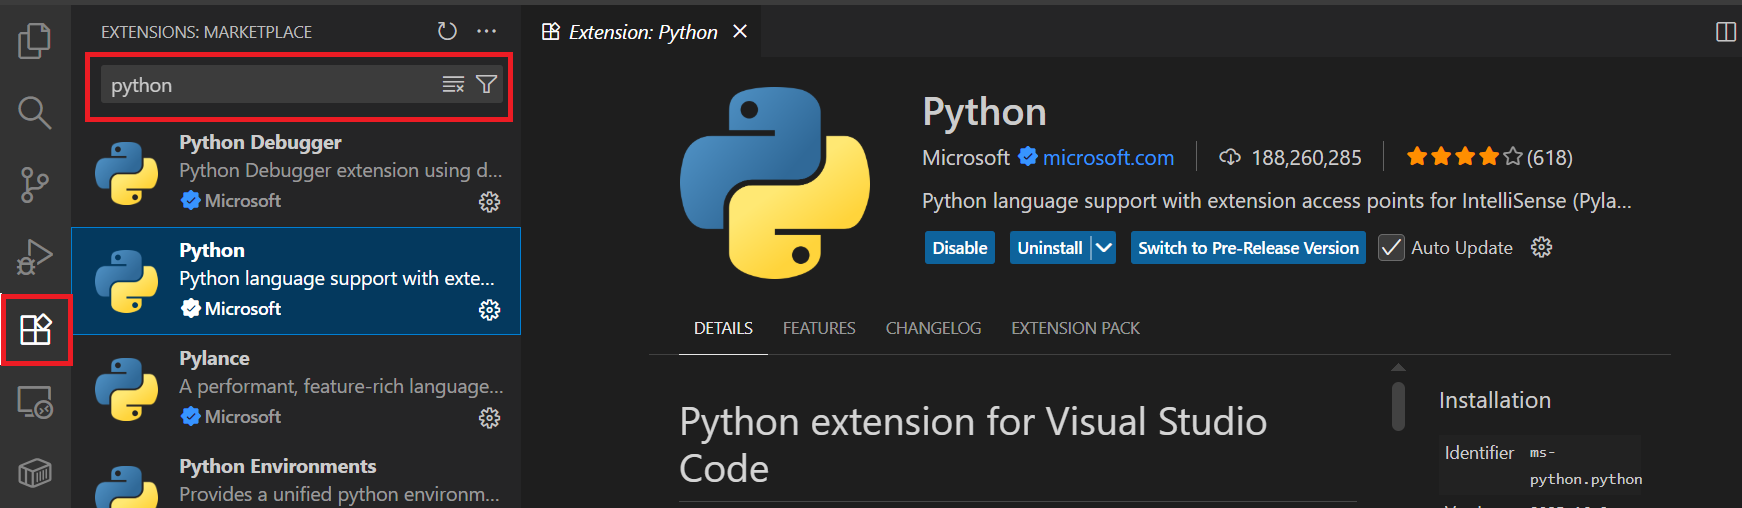 EXTENSIONS: MARKETPLACE
python
Python Debugger
Python Debugger extension using d...
Microsoft
Python
Python language support with exte...
Microsoft
Pylance
A performant, feature-rich language...
Microsoft
Python Environments
Provides a unified python environm...
Extension: Python
Python
Microsoft microsoft.com 188,260,285 (618)
Python language support with extension access points for IntelliSense (Pyla...
Disable Uninstall Switch to Pre-Release Version Auto Update
DETAILS FEATURES CHANGELOG EXTENSION PACK
Python extension for Visual Studio
Code
Installation
Identifier ms-
python.python